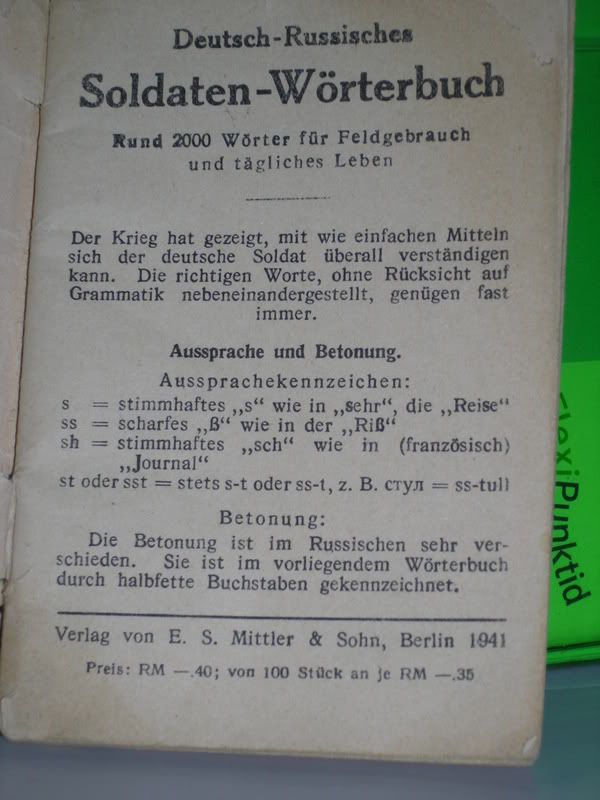 Deutsch-Russisches
Soldaten-Wörterbuch
Rund 2000 Wörter für Feldgebrauch
und tägliches Leben
Der Krieg hat gezeigt, mit wie einfachen Mitteln
sich der deutsche Soldat überall verständigen
kann. Die richtigen Worte, ohne Rücksicht auf
Grammatik nebeneinandergestellt, genügen fast
immer.
Aussprache und Betonung.
Aussprachekennzeichen:
s = stimmhaftes „s“ wie in „sehr“, die „Reise“
ss = scharfes „ß“ wie in der „Riß“
sh = stimmhaftes „sch“ wie in (französisch)
„Journal“
st oder sst = stets s-t oder ss-t, z. B. стул = ss-tull
Betonung:
Die Betonung ist im Russischen sehr ver-
schieden. Sie ist im vorliegendem Wörterbuch
durch halbfette Buchstaben gekennzeichnet.
Verlag von E. S. Mittler & Sohn, Berlin 1941
Preis: RM —.40; von 100 Stück an je RM —.35
FlexiPunktid